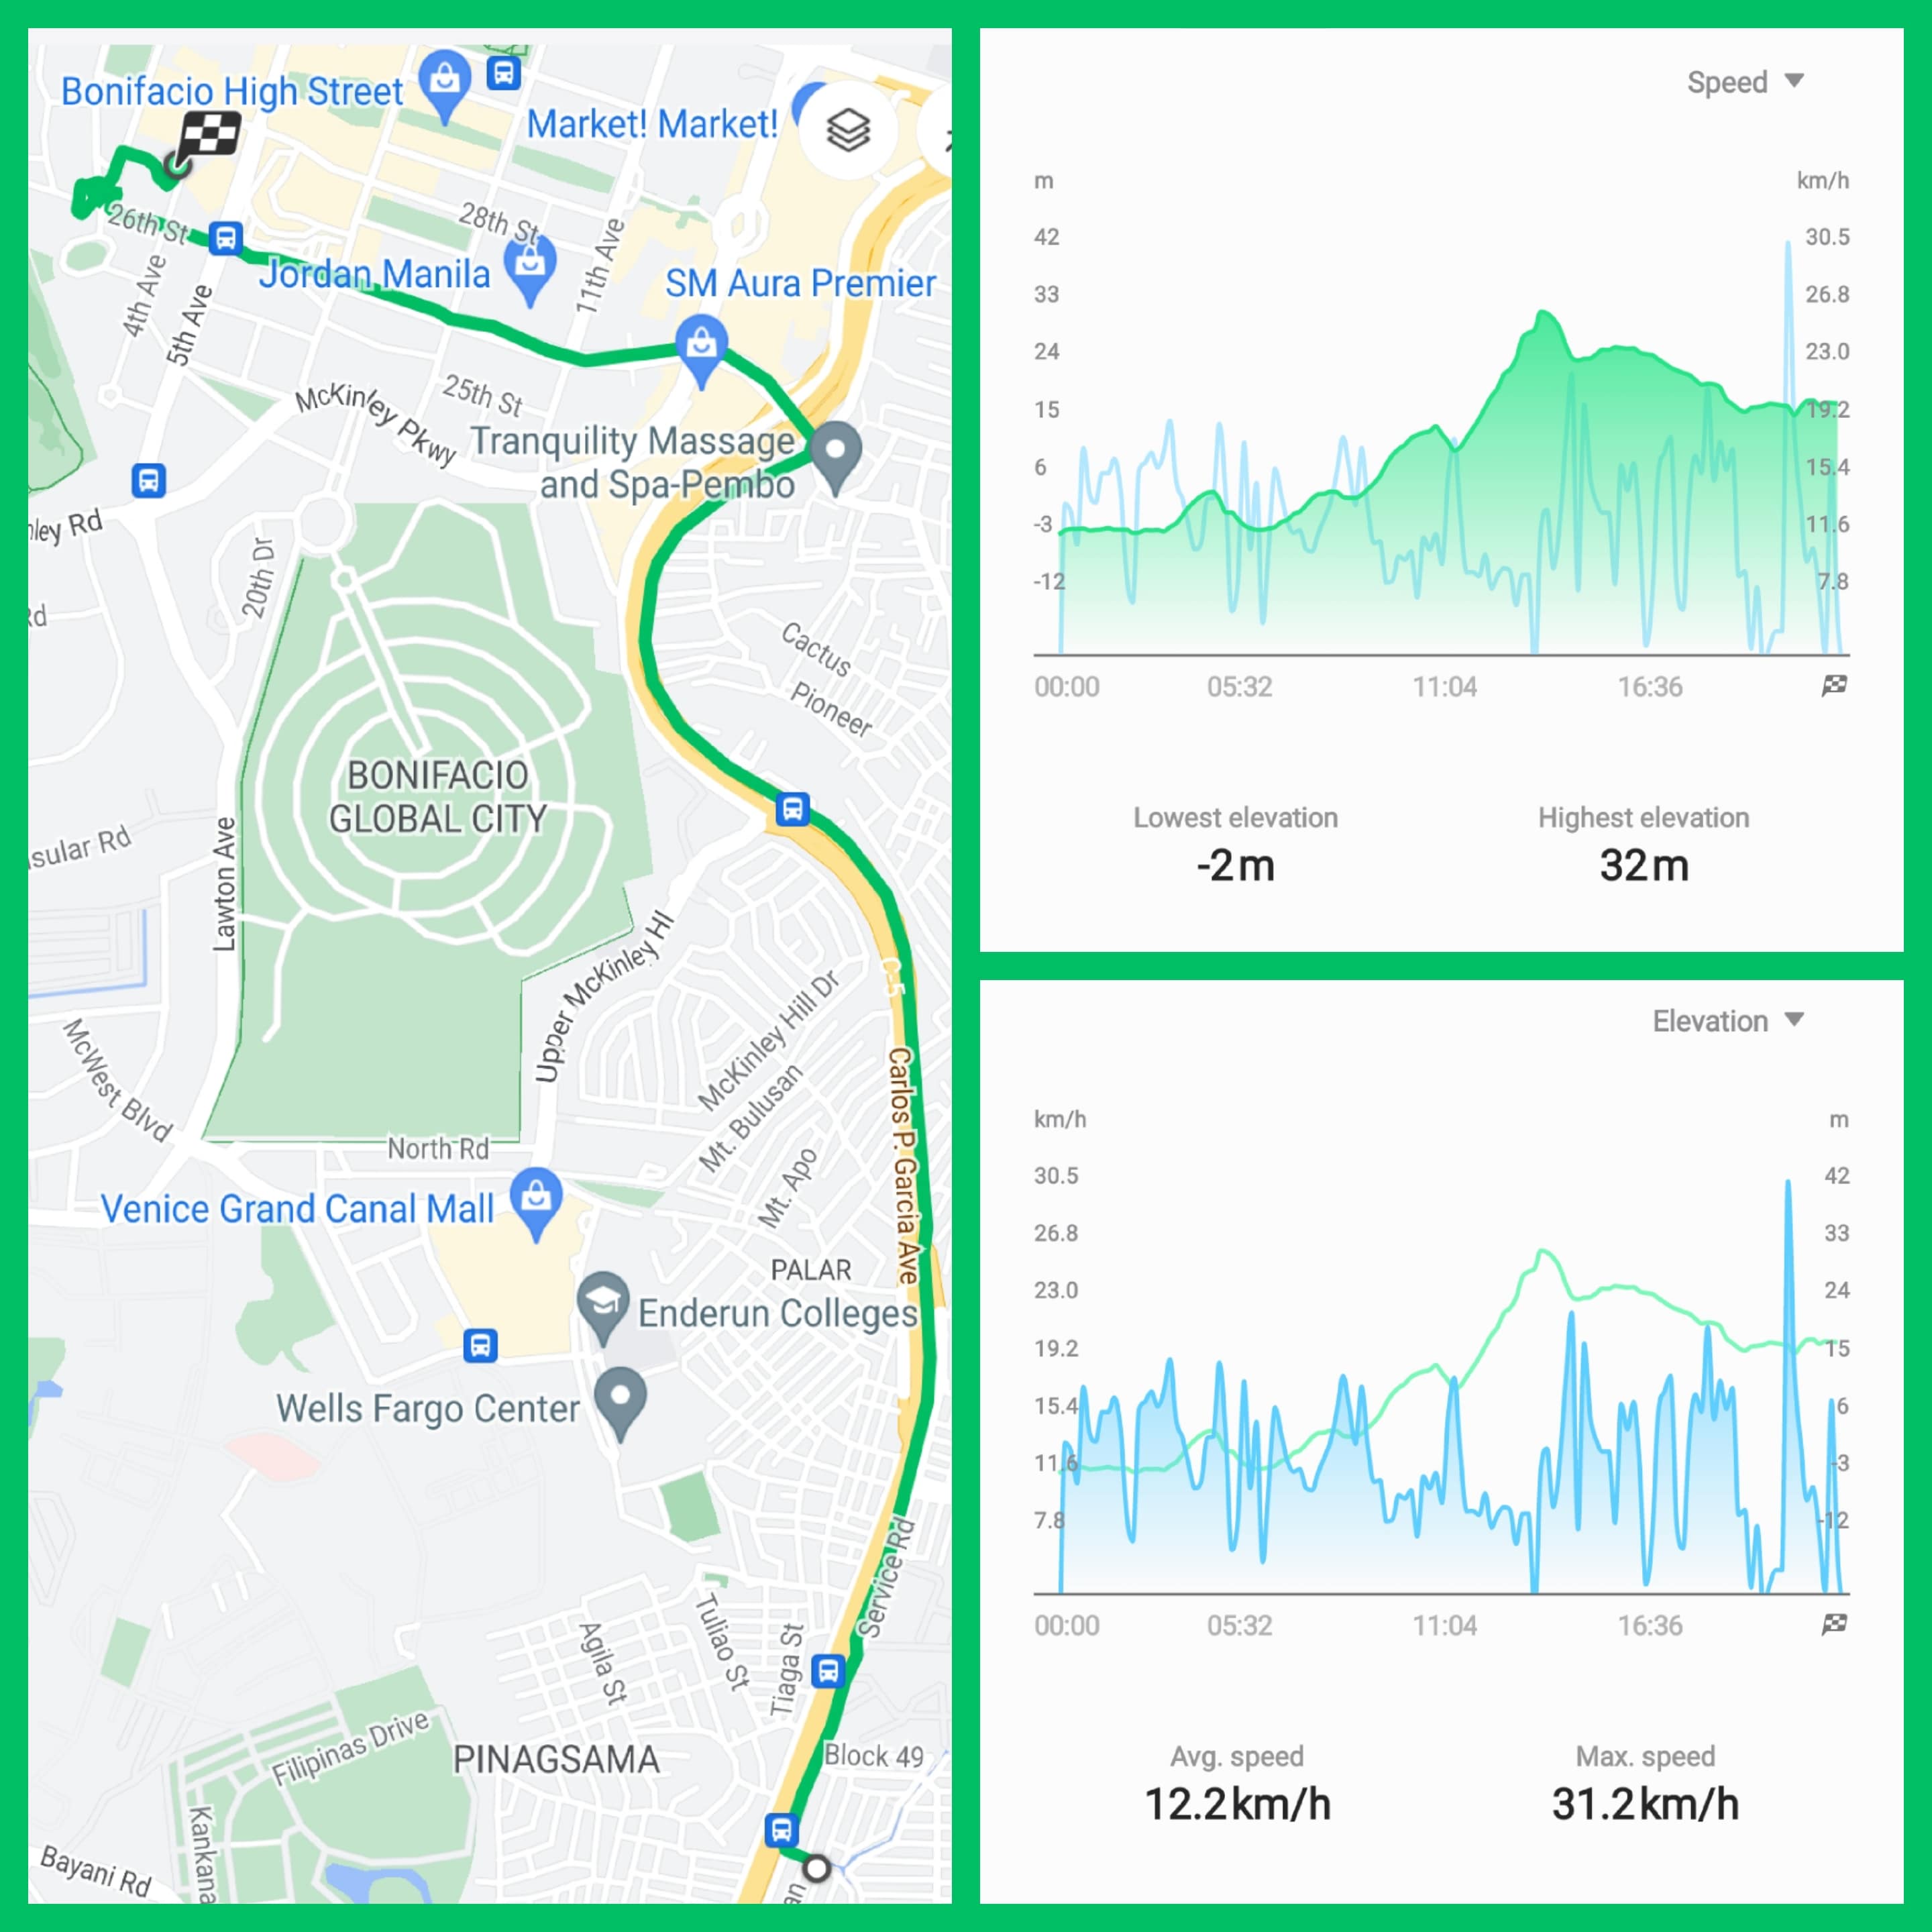 Bonifacio High Street
Market! Market!
26th St
28th St
Jordan Manila
11th Ave
SM Aura Premier
4th Ave
5th Ave
25th St
McKinley Pkwy
Tranquility Massage
and Spa-Pembo
nley Rd
20th Dr
Rd
Cactus
Pioneer
BONIFACIO
GLOBAL CITY
sular Rd
Lawton Ave
Upper McKinley Hl
C-5
McKinley Hill Dr
McWest Blvd
Mt. Bulusan
Carlos P. Garcia Ave
North Rd
Mt. Apo
Venice Grand Canal Mall
PALAR
Enderun Colleges
Wells Fargo Center
Service Rd
Tuliao St
Agila St
Tiaga St
Filipinas Drive
PINAGSAMA
Block 49
Kankana
Bayani Rd
an
Speed
m km/h
42 30.5
33 26.8
24 23.0
15 19.2
6 15.4
-3 11.6
-12 7.8
00:00 05:32 11:04 16:36
Lowest elevation Highest elevation
-2 m 32 m
Elevation
km/h m
30.5 42
26.8 33
23.0 24
19.2 15
15.4 6
11.6 -3
7.8 -12
00:00 05:32 11:04 16:36
Avg. speed Max. speed
12.2 km/h 31.2 km/h